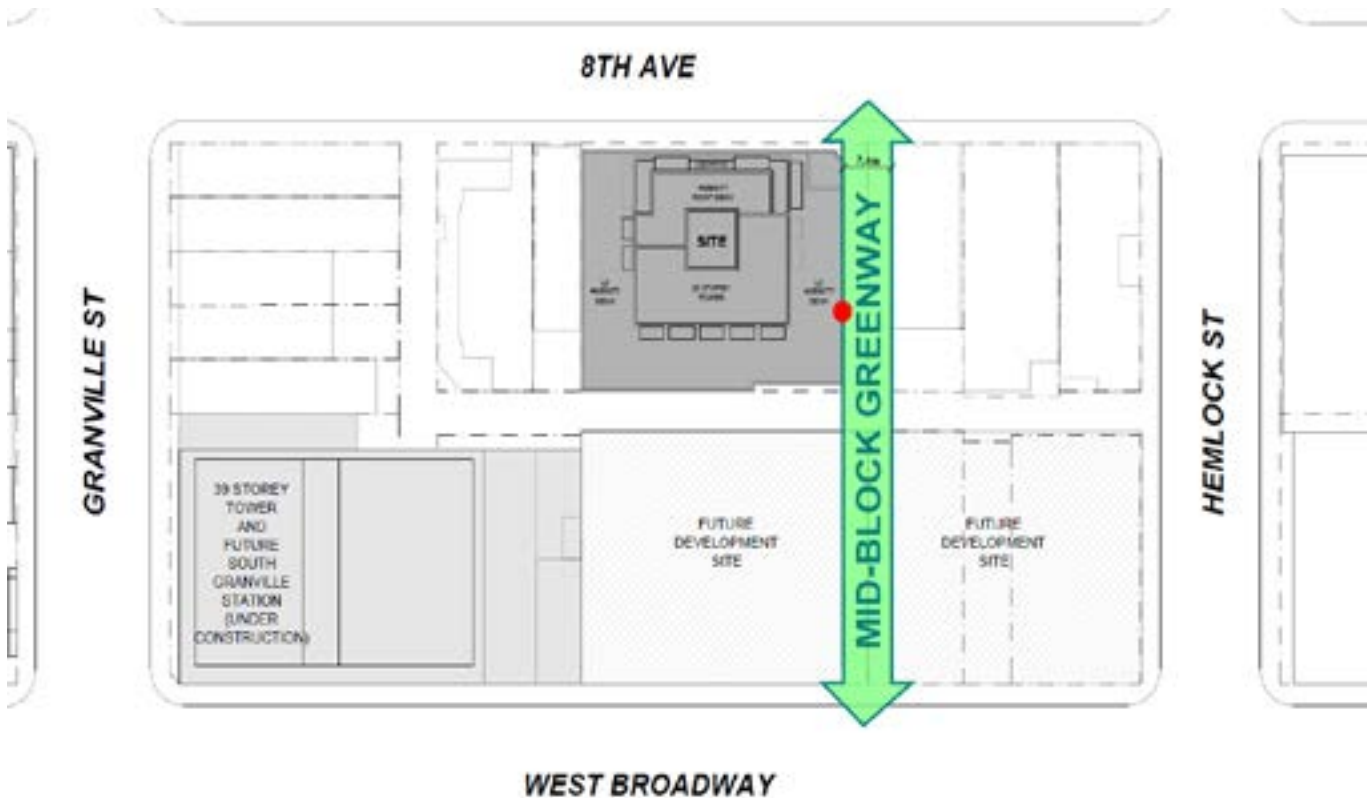 8TH AVE
SITE
MID-BLOCK GREENWAY
GRANVILLE ST
HEMLOCK ST
39 STOREY
TOWER
AND
FUTURE
SOUTH
GRANVILLE
STATION
(UNDER
CONSTRUCTION)
FUTURE
DEVELOPMENT
SITE
FUTURE
DEVELOPMENT
SITE
WEST BROADWAY